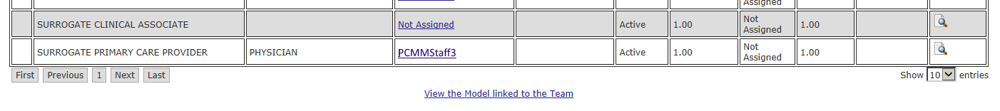 Assigned
SURROGATE CLINICAL ASSOCIATE Not Assigned Active 1.00 Not Assigned 1.00
SURROGATE PRIMARY CARE PROVIDER PHYSICIAN PCMMStaff3 Active 1.00 Not Assigned 1.00
First Previous 1 Next Last Show 10 entries
View the Model linked to the Team